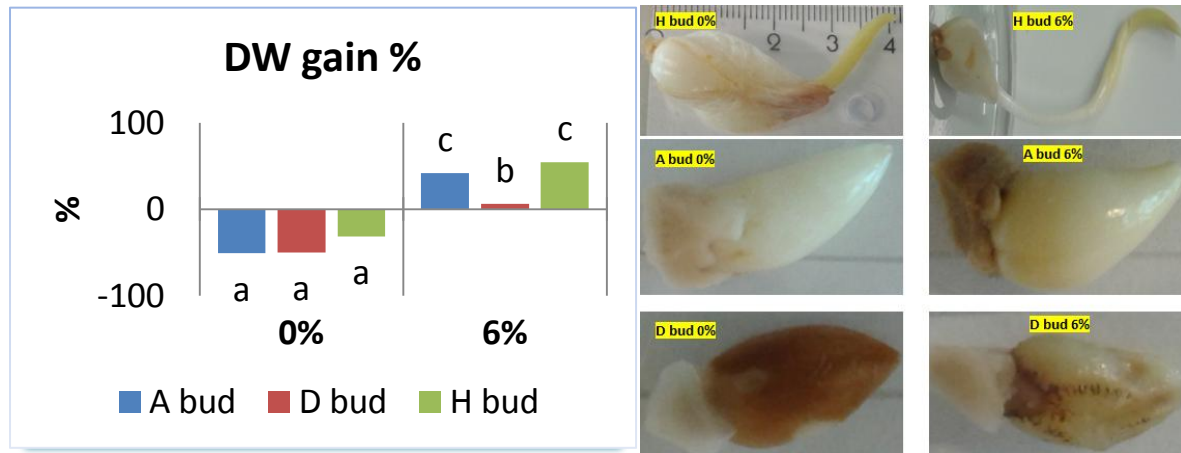 DW gain %
100
0
-100
%
c
b
c
a
a
a
0%
6%
A bud
D bud
H bud
H bud 0%
2
3
4
H bud 6%
A bud 0%
A bud 6%
D bud 0%
D bud 6%